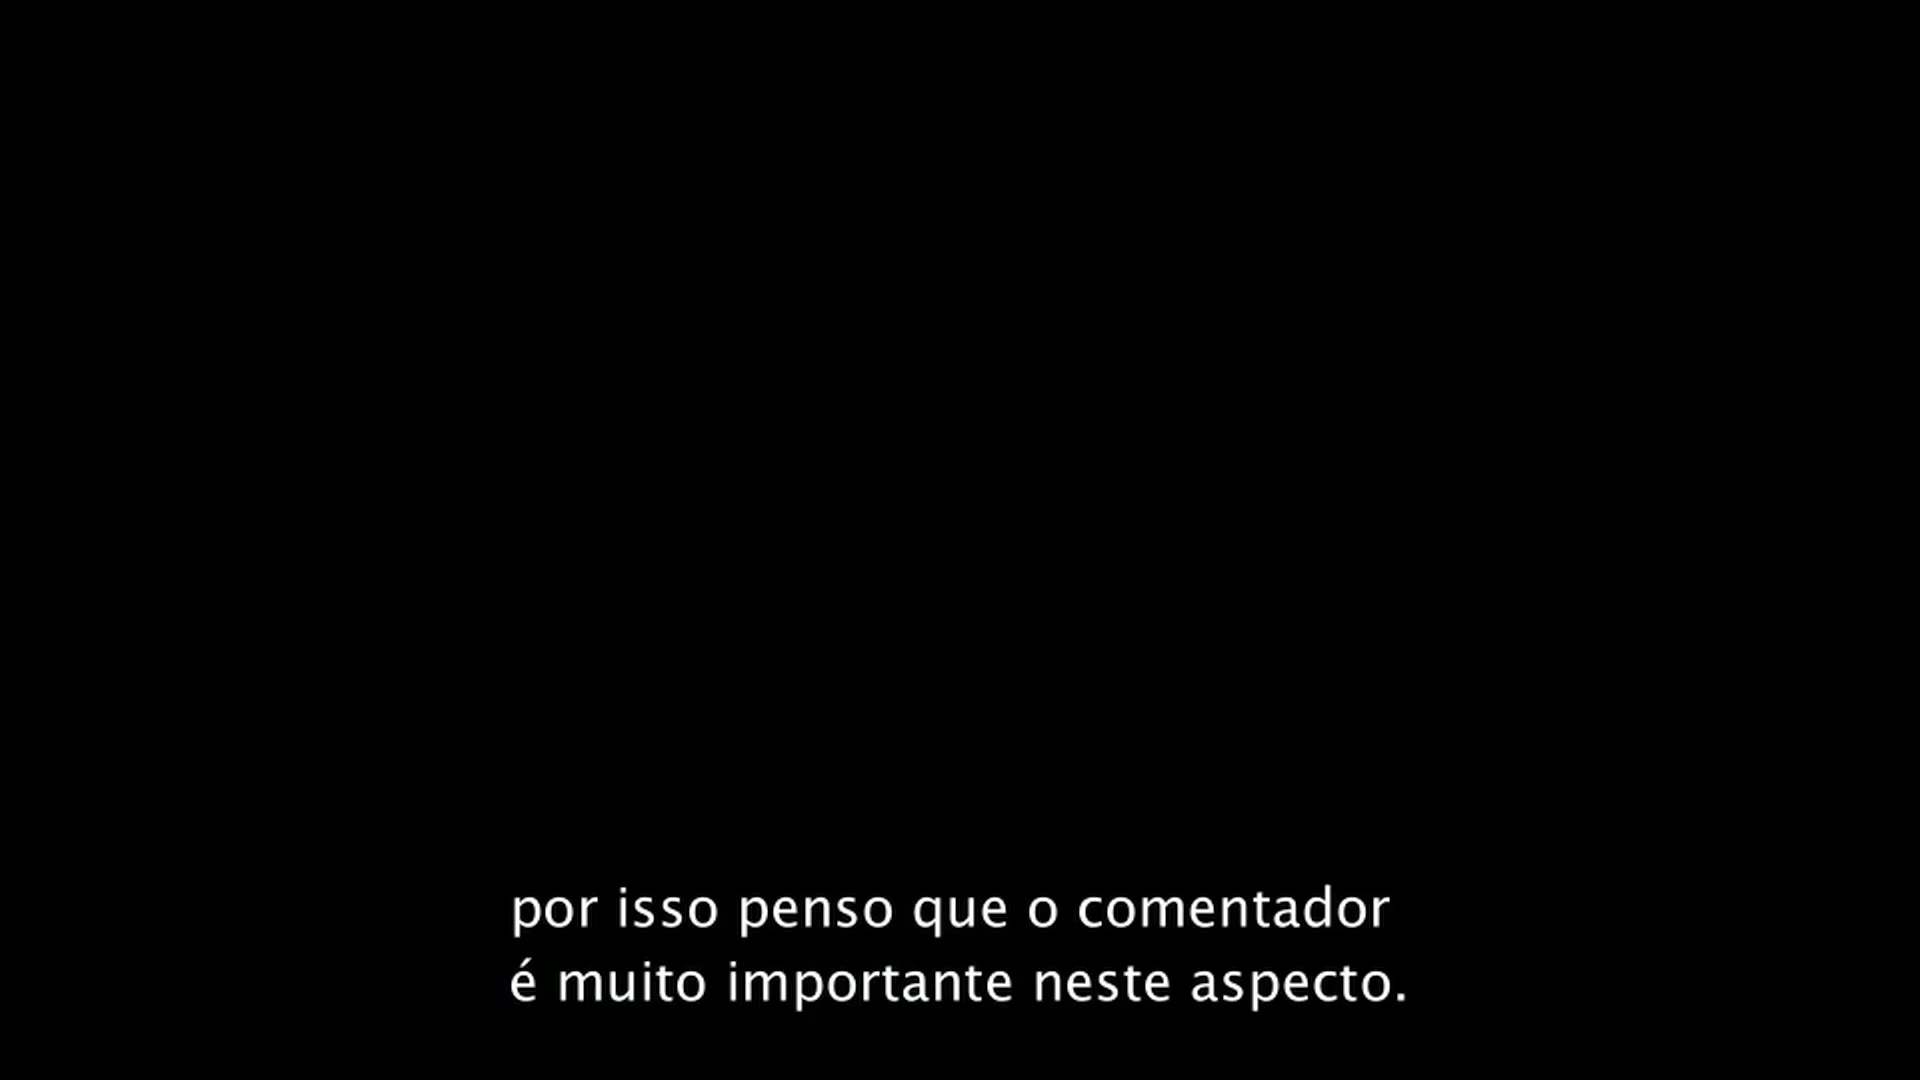 por isso penso que o comentador
é muito importante neste aspecto.